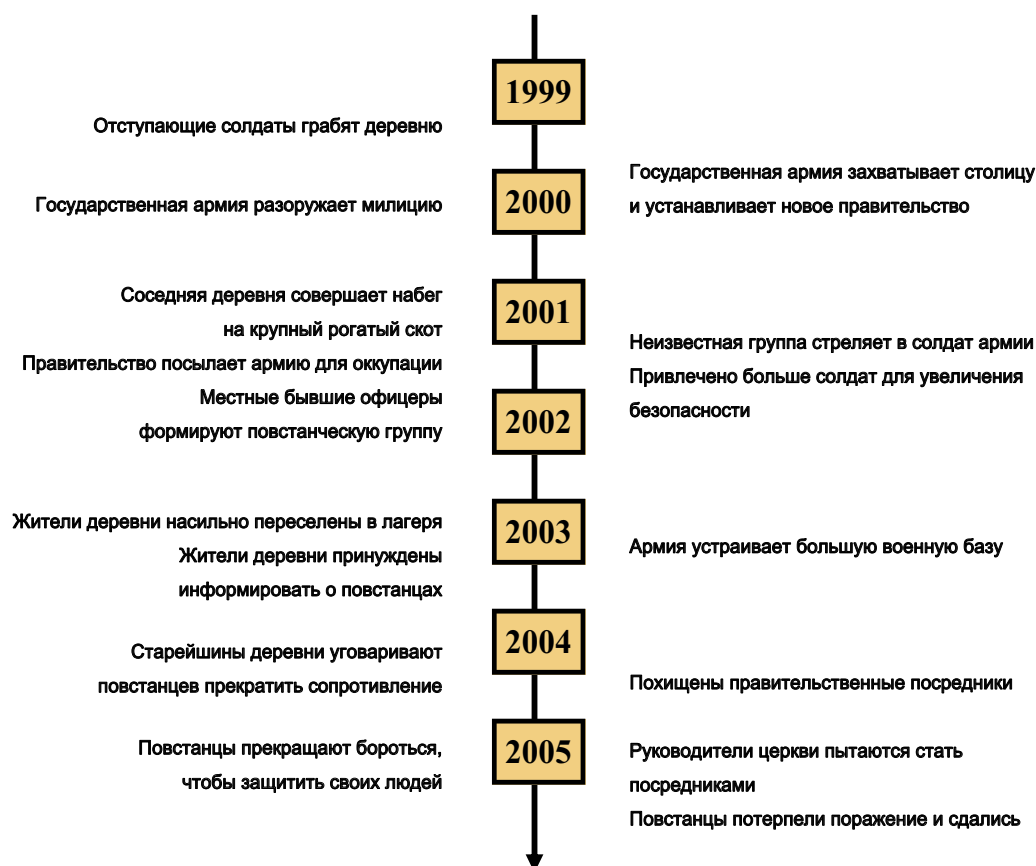 1999
Отступающие солдаты грабят деревню
Государственная армия захватывает столицу
и устанавливает новое правительство
2000
Государственная армия разоружает милицию
Соседняя деревня совершает набег
на крупный рогатый скот
2001
Неизвестная группа стреляет в солдат армии
Привлечено больше солдат для увеличения
безопасности
Правительство посылает армию для оккупации
Местные бывшие офицеры
формируют повстанческую группу
2002
Жители деревни насильно переселены в лагеря
Жители деревни принуждены
информировать о повстанцах
2003
Армия устраивает большую военную базу
2004
Старейшины деревни уговаривают
повстанцев прекратить сопротивление
Похищены правительственные посредники
Повстанцы прекращают бороться,
чтобы защитить своих людей
2005
Руководители церкви пытаются стать
посредниками
Повстанцы потерпели поражение и сдались